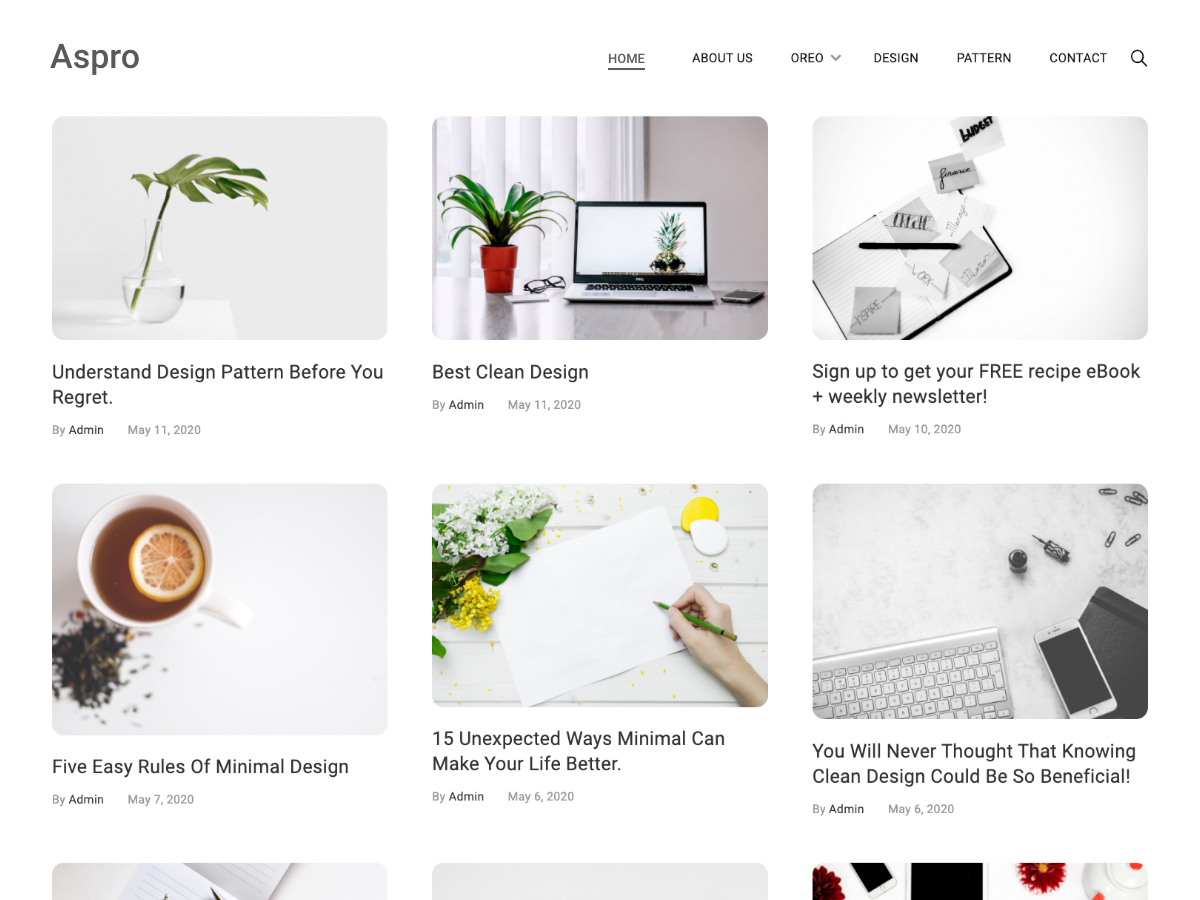 Aspro
HOME ABOUT US OREO DESIGN PATTERN CONTACT
BUDGET
finance
CREATE
Manage
WORK
INSPIRE
Understand Design Pattern Before You
Regret.
By Admin May 11, 2020
Best Clean Design
By Admin May 11, 2020
Sign up to get your FREE recipe eBook
+ weekly newsletter!
By Admin May 10, 2020
Five Easy Rules Of Minimal Design
By Admin May 7, 2020
15 Unexpected Ways Minimal Can
Make Your Life Better.
By Admin May 6, 2020
You Will Never Thought That Knowing
Clean Design Could Be So Beneficial!
By Admin May 6, 2020